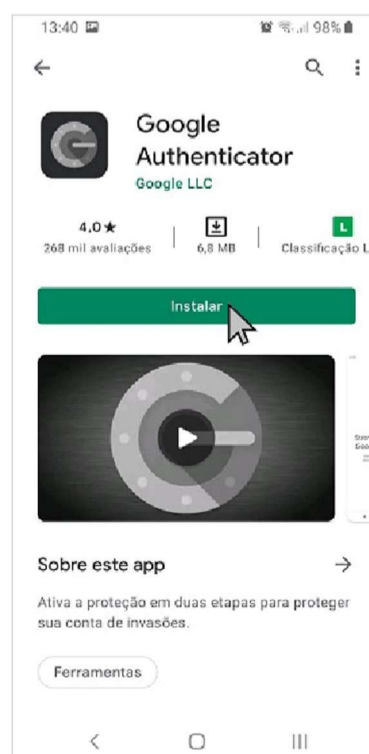 13:40 98%
Google
Authenticator
Google LLC
4,0★ L
268 mil avaliações 6,8 MB Classificação L
Instalar
Sobre este app
Ativa a proteção em duas etapas para proteger
sua conta de invasões.
Ferramentas